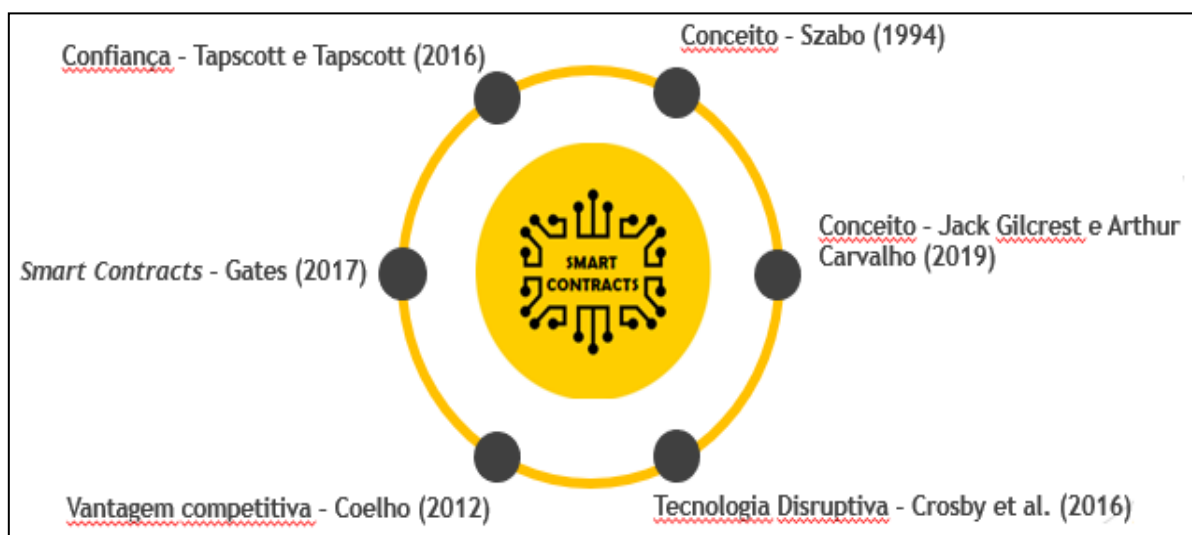 Conceito - Szabo (1994)
Confiança - Tapscott e Tapscott (2016)
Conceito - Jack Gilcrest e Arthur
Carvalho (2019)
SMART
CONTRACTS
Smart Contracts - Gates (2017)
Vantagem competitiva - Coelho (2012)
Tecnologia Disruptiva - Crosby et al. (2016)